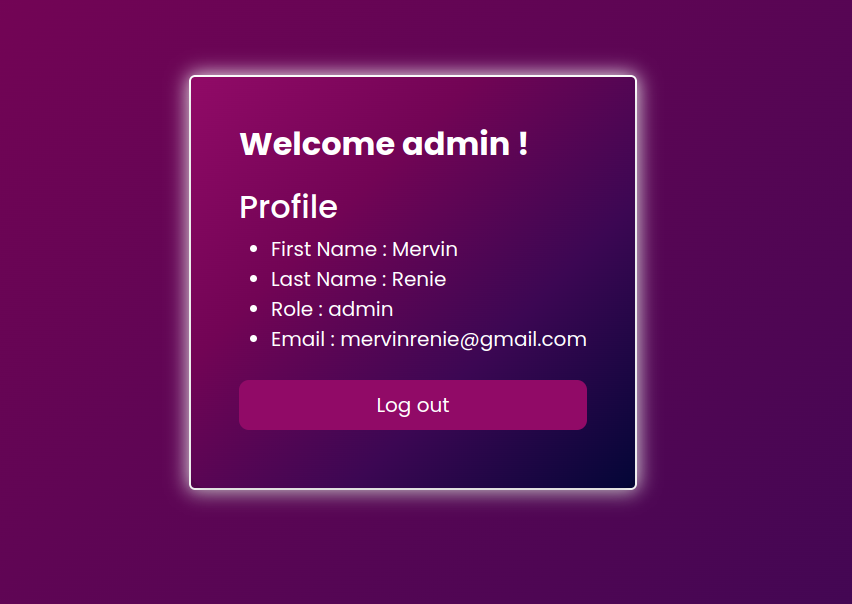 Welcome admin !
Profile
First Name : Mervin
Last Name : Renie
Role : admin
Email : mervinrenie@gmail.com
Log out